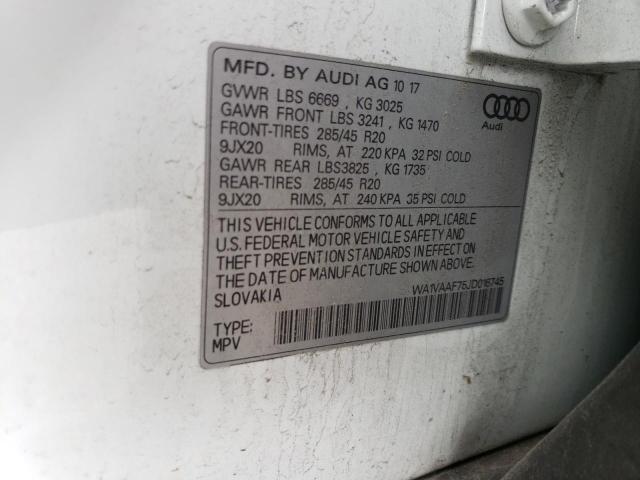 MFD. BY AUDI AG 10 17
GVWR LBS 6669 , KG 3025
GAWR FRONT LBS 3241 , KG 1470
FRONT-TIRES 285/45 R20
9JX20 RIMS, AT 220 KPA 32 PSI COLD
GAWR REAR LBS3825 , KG 1735
REAR-TIRES 285/45 R20
9JX20 RIMS, AT 240 KPA 35 PSI COLD
Audi
THIS VEHICLE CONFORMS TO ALL APPLICABLE
U.S. FEDERAL MOTOR VEHICLE SAFETY AND
THEFT PREVENTION STANDARDS IN EFFECT ON
THE DATE OF MANUFACTURE SHOWN ABOVE.
SLOVAKIA
WA1VAAF75JD016745
TYPE:
MPV